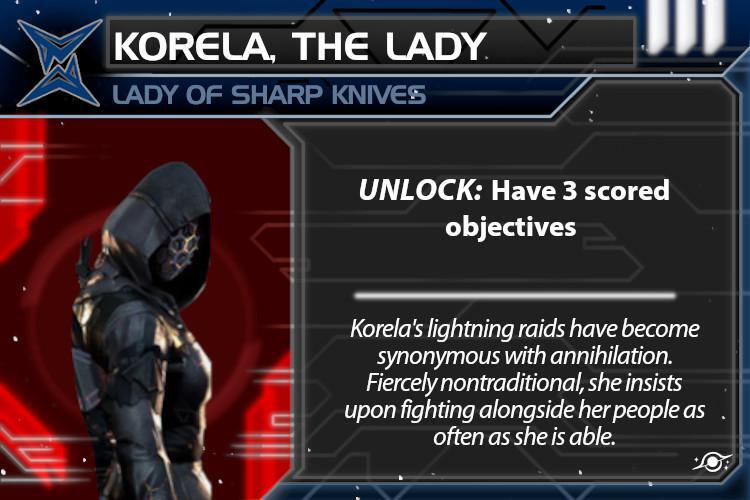 KORELA, THE LADY
LADY OF SHARP KNIVES
UNLOCK: Have 3 scored
objectives
Korela's lightning raids have become
synonymous with annihilation.
Fiercely nontraditional, she insists
upon fighting alongside her people as
often as she is able.